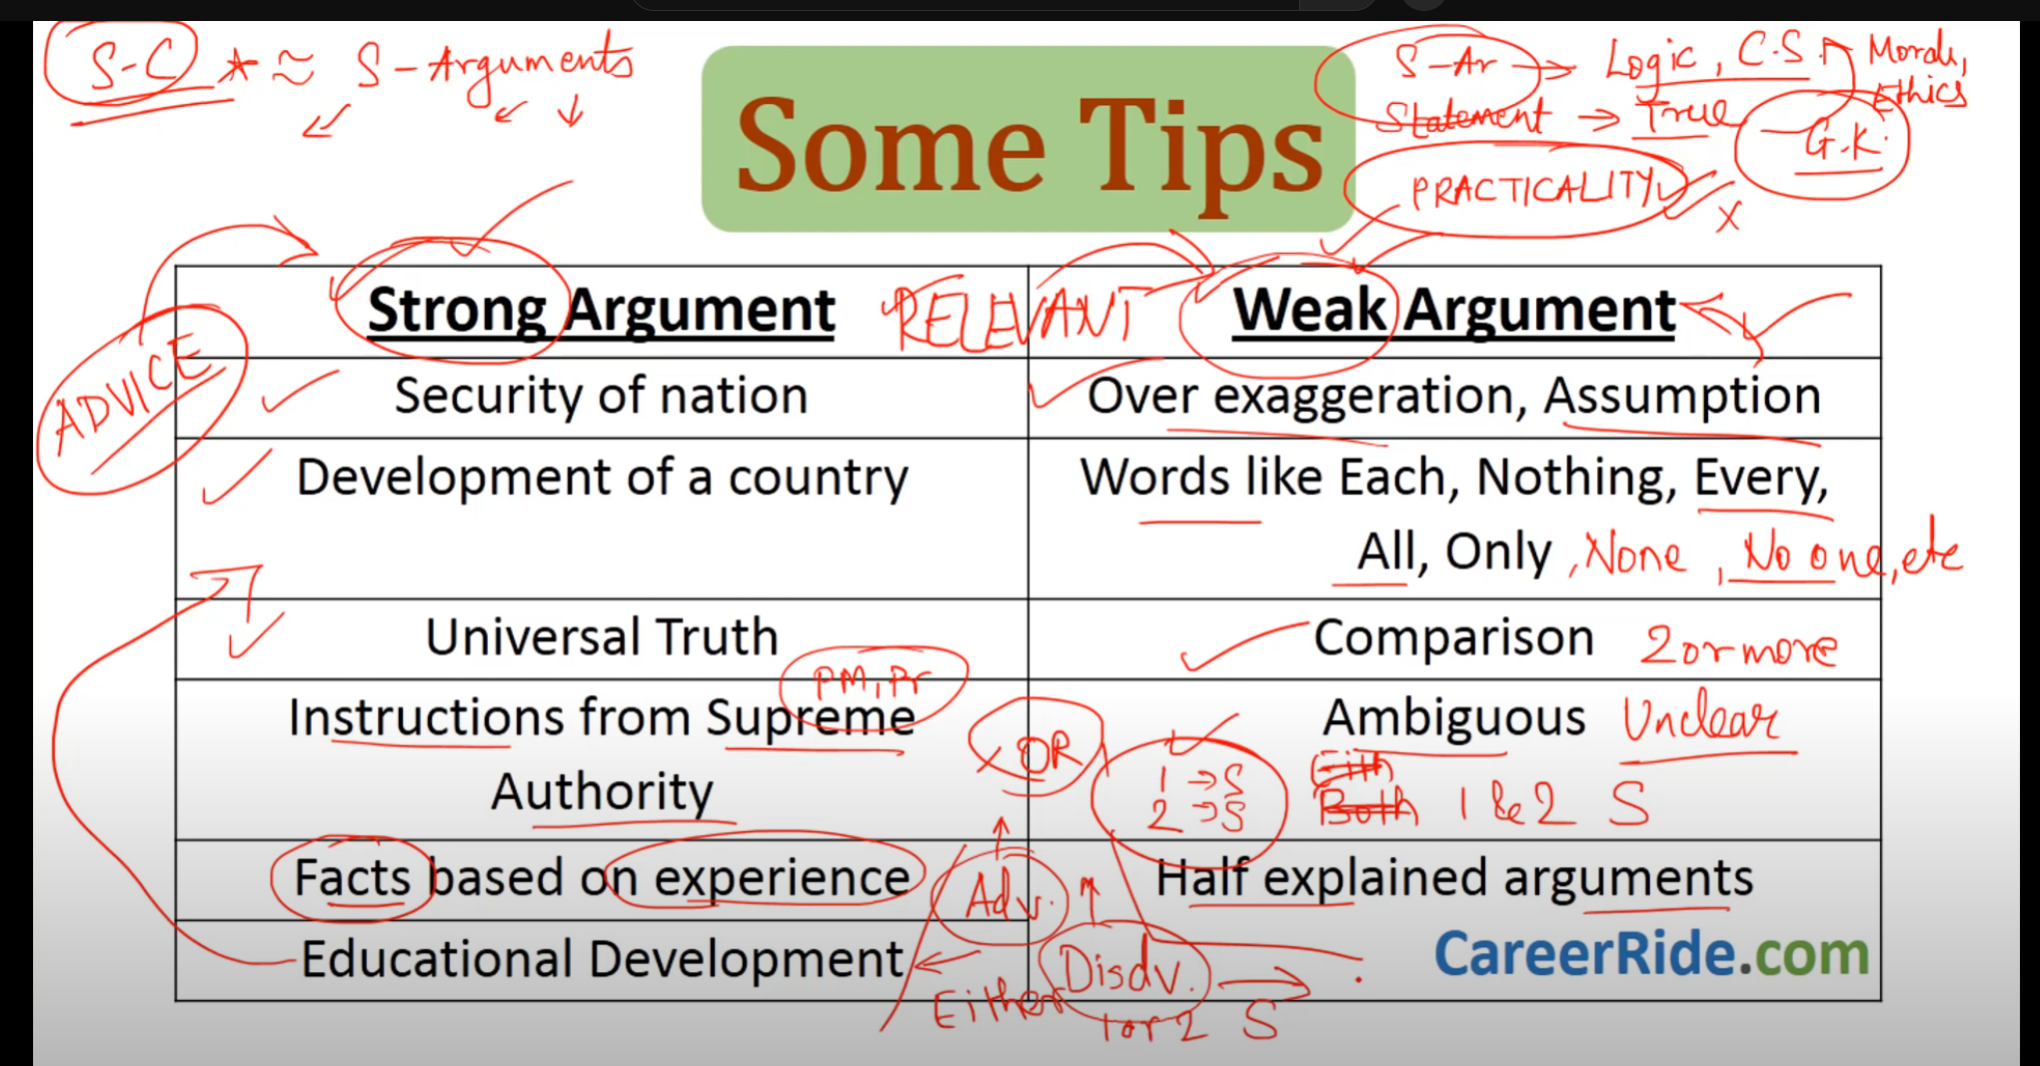 S-C * ≈ S-Arguments
Some Tips
S-Ar → Logic, C.S. Morals,
Ethics
Statement → True
G.K.
PRACTICALITY
X
ADVICE
Strong Argument RELEVANT Weak Argument
Security of nation Over exaggeration, Assumption
Development of a country Words like Each, Nothing, Every,
All, Only , None , No one, etc
Universal Truth Comparison 2 or more
PM, Pr
Instructions from Supreme Ambiguous Unclear
Authority
OR
1 → S
2 → S
Both 1 & 2 S
Facts based on experience Half explained arguments
Adv.
Educational Development Disdv. CareerRide.com
Either 1 or 2 S